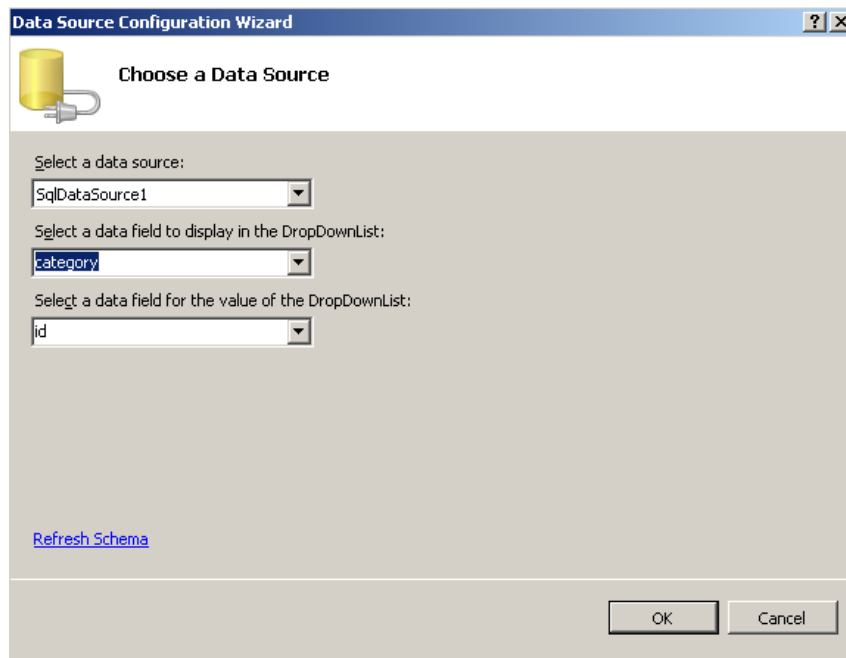 Data Source Configuration Wizard
Choose a Data Source
Select a data source:
SqlDataSource1
Select a data field to display in the DropDownList:
category
Select a data field for the value of the DropDownList:
id
Refresh Schema
OK Cancel